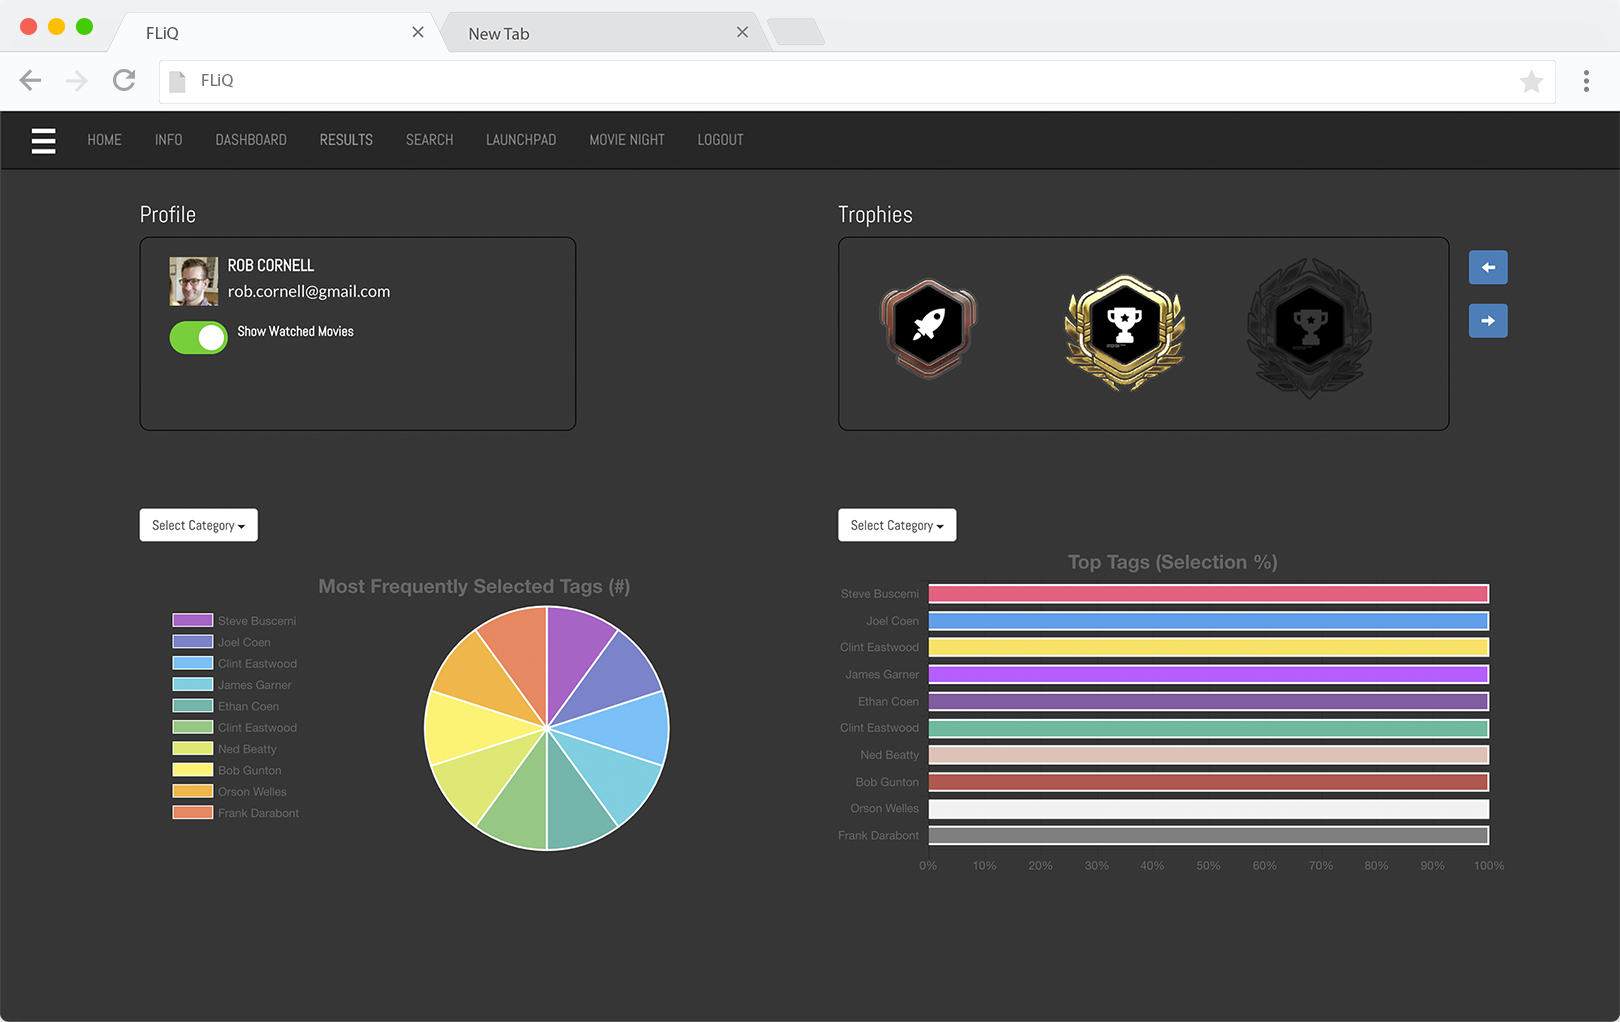 FLiQ
New Tab
FLiQ
HOME INFO DASHBOARD RESULTS SEARCH LAUNCHPAD MOVIE NIGHT LOGOUT
Profile
ROB CORNELL
rob.cornell@gmail.com
Show Watched Movies
Trophies
Select Category
Most Frequently Selected Tags (#)
Steve Buscemi
Joel Coen
Clint Eastwood
James Garner
Ethan Coen
Clint Eastwood
Ned Beatty
Bob Gunton
Orson Welles
Frank Darabont
Select Category
Top Tags (Selection %)
Steve Buscemi
Joel Coen
Clint Eastwood
James Garner
Ethan Coen
Clint Eastwood
Ned Beatty
Bob Gunton
Orson Welles
Frank Darabont
0% 10% 20% 30% 40% 50% 60% 70% 80% 90% 100%